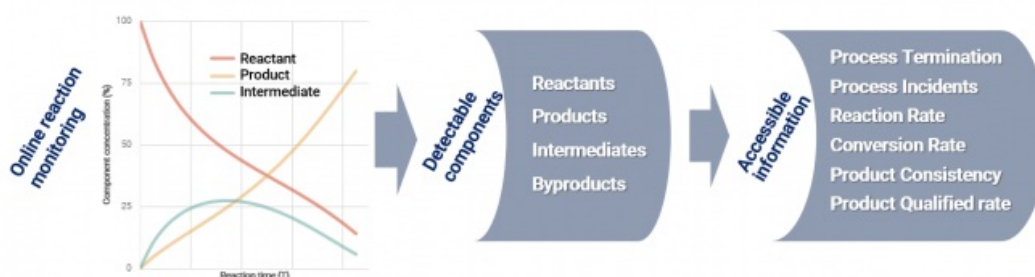 Online reaction
monitoring
100
75
50
25
0
Component concentration (%)
Reactant
Product
Intermediate
Reaction time (T)
Detectable
components
Reactants
Products
Intermediates
Byproducts
Accessible
information
Process Termination
Process Incidents
Reaction Rate
Conversion Rate
Product Consistency
Product Qualified rate